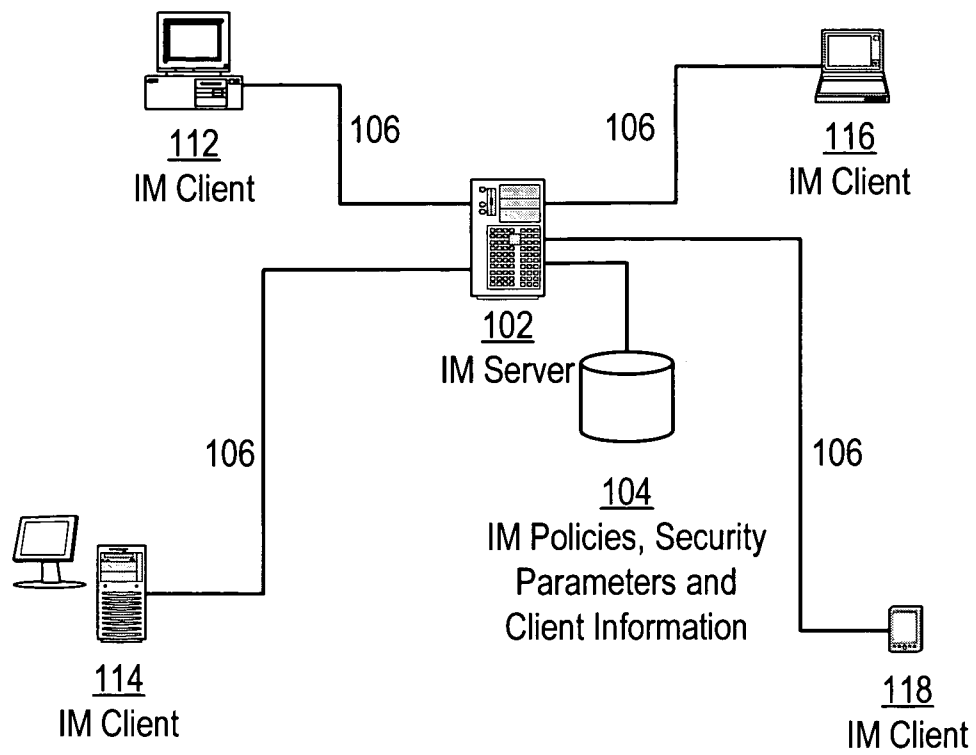 112
IM Client
106
106
116
IM Client
102
IM Server
106
104
IM Policies, Security
Parameters and
Client Information
106
114
IM Client
118
IM Client